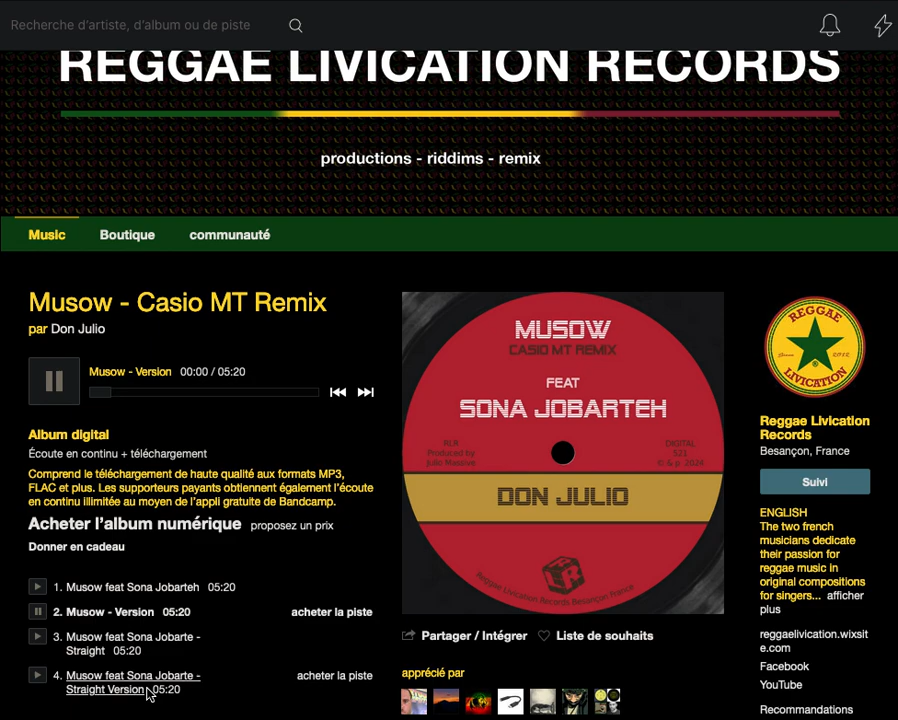 Recherche d'artiste, d'album ou de piste
REGGAE LIVICATION RECORDS
productions - riddims - remix
Music Boutique communauté
Musow - Casio MT Remix
par Don Julio
Musow - Version 00:00 / 05:20
Album digital
Écoute en continu + téléchargement
Comprend le téléchargement de haute qualité aux formats MP3,
FLAC et plus. Les supporteurs payants obtiennent également l'écoute
en continu illimitée au moyen de l'appli gratuite de Bandcamp.
Acheter l'album numérique proposez un prix
Donner en cadeau
1. Musow feat Sona Jobarteh 05:20
2. Musow - Version 05:20 acheter la piste
3. Musow feat Sona Jobarte -
Straight 05:20
4. Musow feat Sona Jobarte -
Straight Version 05:20 acheter la piste
MUSOW
CASIO MT REMIX
FEAT
SONA JOBARTEH
RLR
Produced by
Julio Massive
DIGITAL
521
© & p 2024
DON JULIO
Reggae Livication Records Besançon France
Partager / Intégrer Liste de souhaits
apprécié par
REGGAE
LIVICATION
Reggae Livication
Records
Besançon, France
Suivi
ENGLISH
The two french
musicians dedicate
their passion for
reggae music in
original compositions
for singers... afficher
plus
reggaelivication.wixsit
e.com
Facebook
YouTube
Recommandations